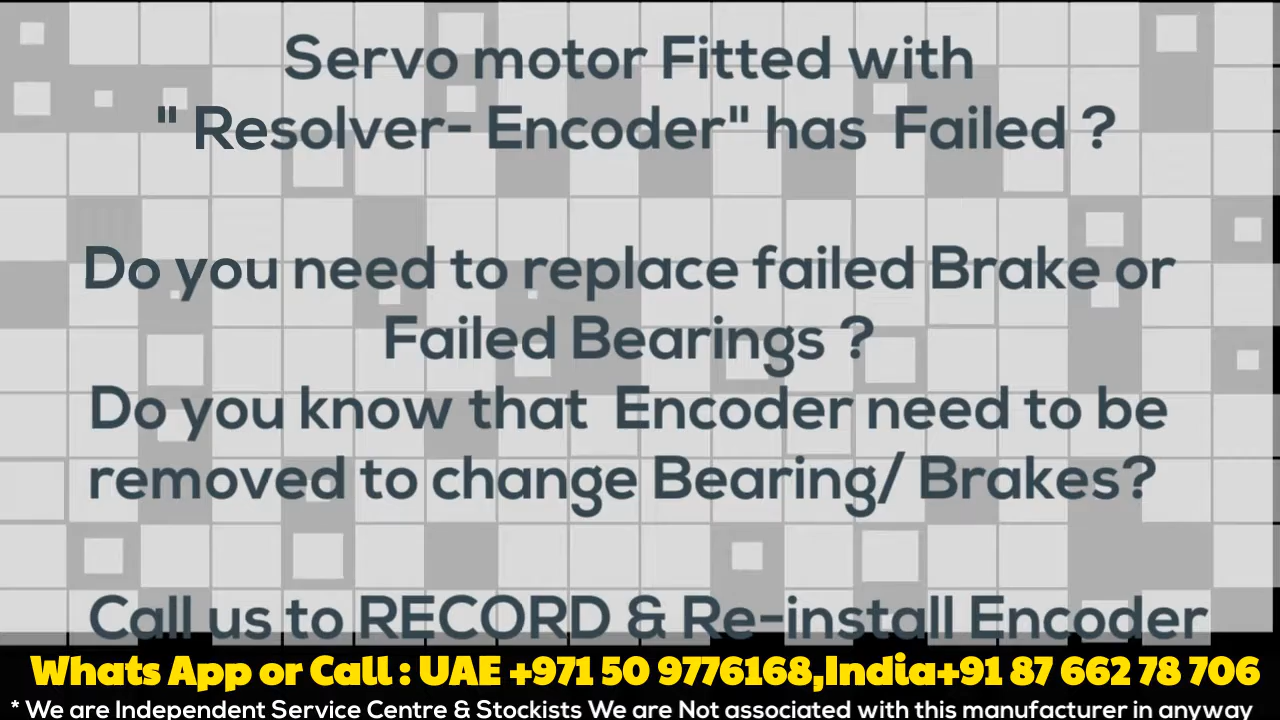 Servo motor Fitted with
" Resolver- Encoder" has Failed ?
Do you need to replace failed Brake or
Failed Bearings ?
Do you know that Encoder need to be
removed to change Bearing/ Brakes?
Call us to RECORD & Re-install Encoder
Whats App or Call : UAE +971 50 9776168,India+91 87 662 78 706
* We are Independent Service Centre & Stockists We are Not associated with this manufacturer in anyway